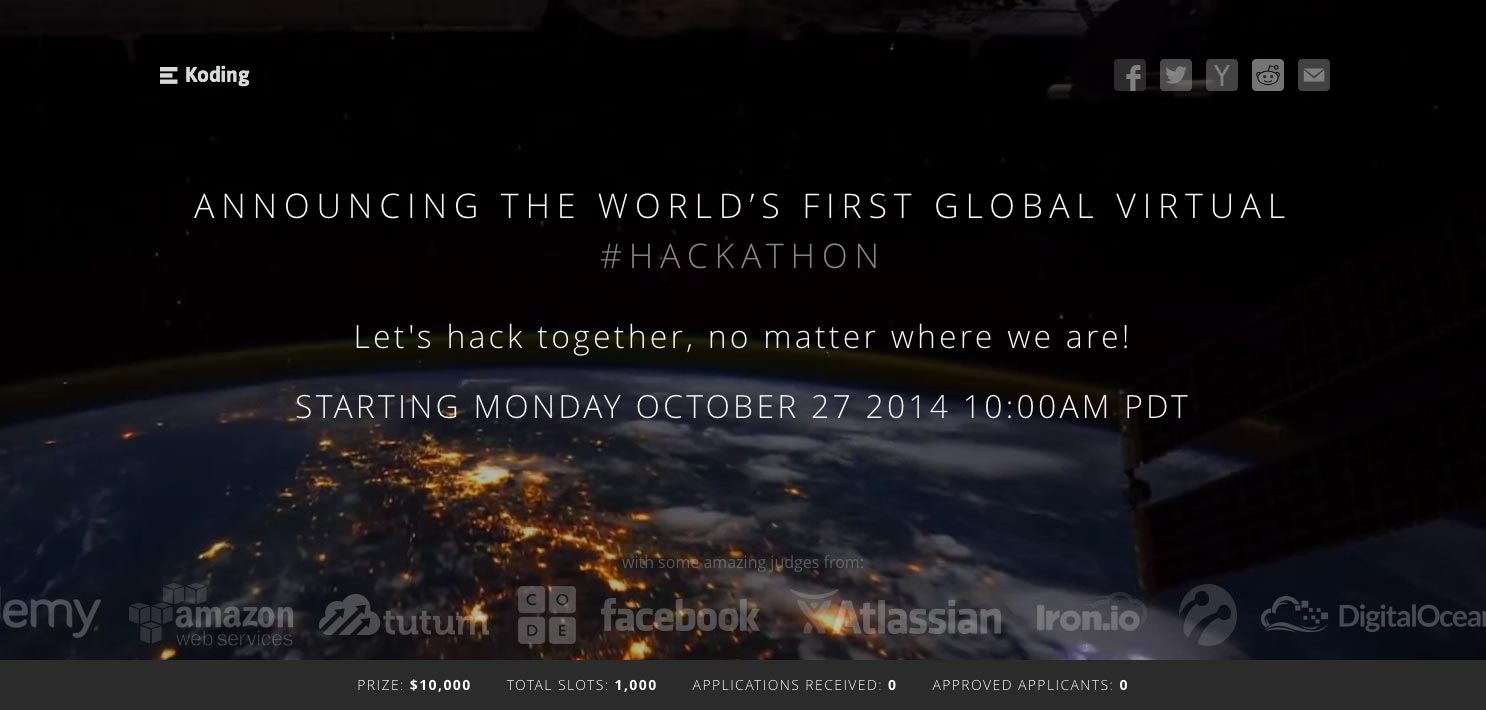 Koding
ANNOUNCING THE WORLD’S FIRST GLOBAL VIRTUAL
#HACKATHON
Let's hack together, no matter where we are!
STARTING MONDAY OCTOBER 27 2014 10:00AM PDT
with some amazing judges from:
emy amazon tutum CODE facebook Atlassian Iron.io DigitalOcean
web services
PRIZE: $10,000 TOTAL SLOTS: 1,000 APPLICATIONS RECEIVED: 0 APPROVED APPLICANTS: 0